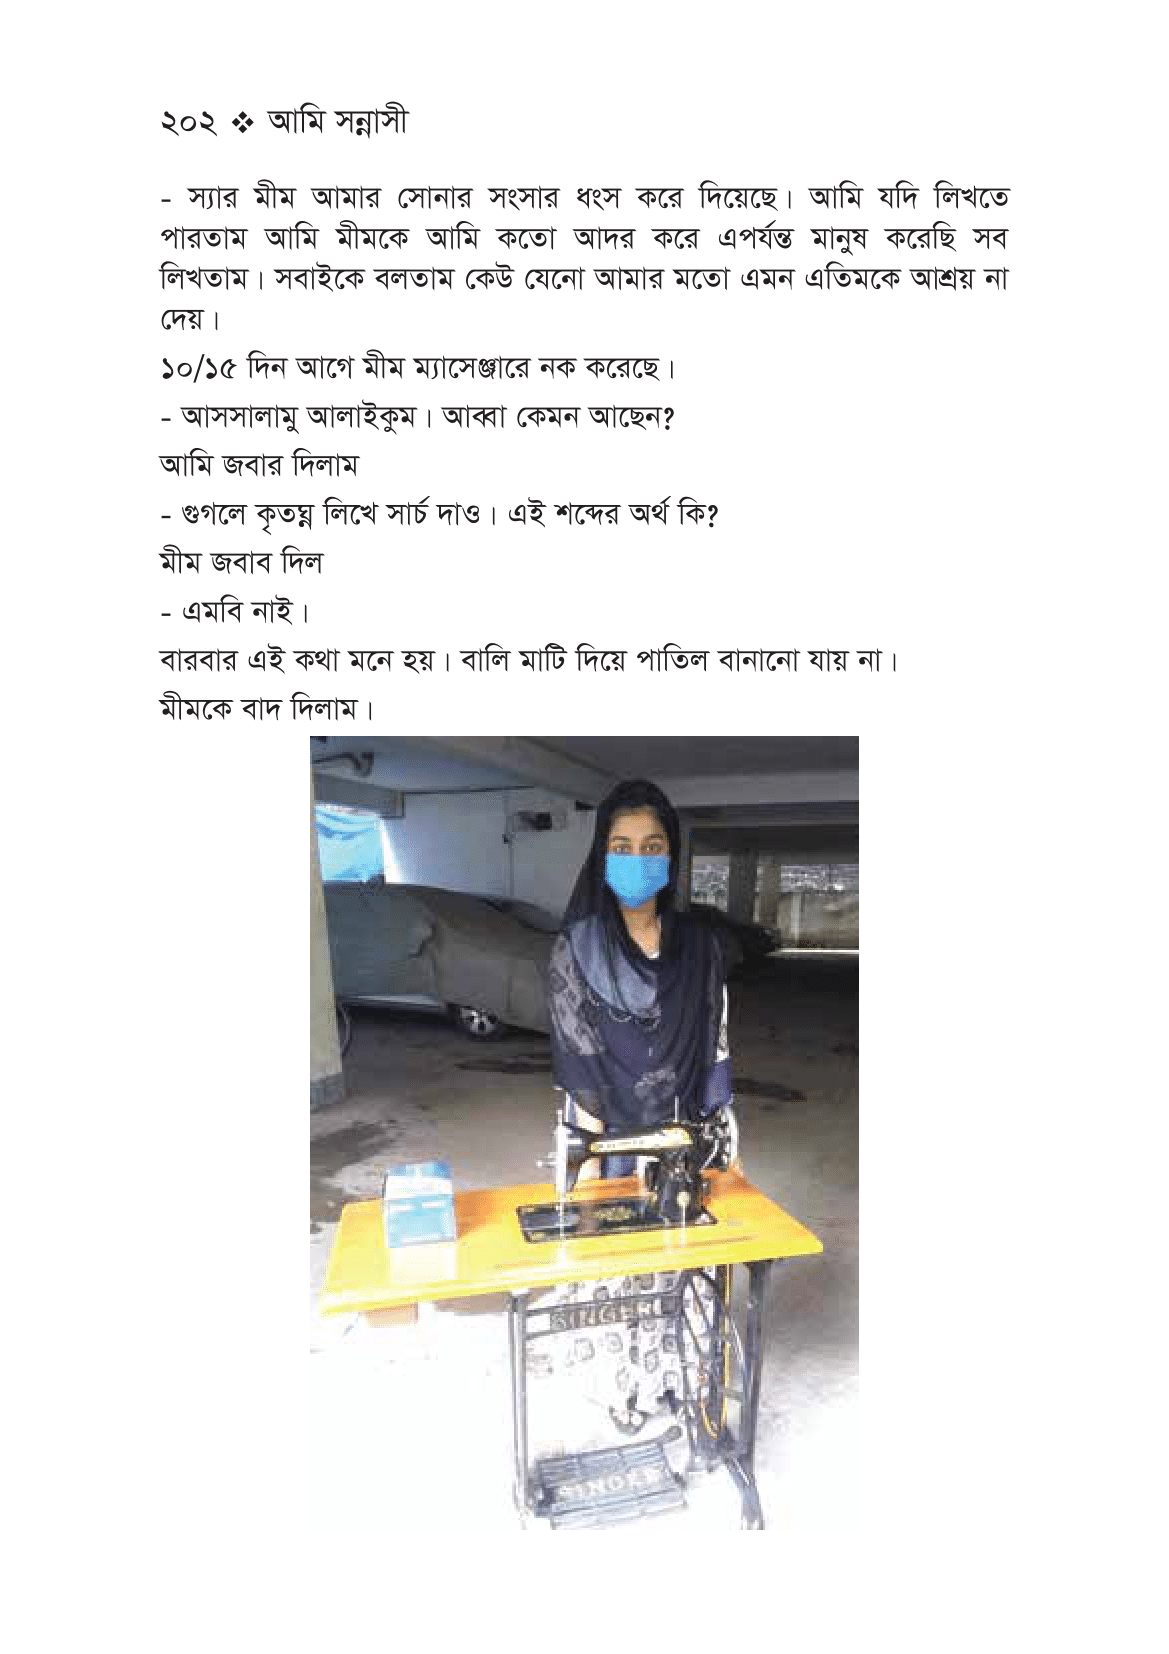 ২০২ ❖ আমি সন্নাসী
- স্যার মীম আমার সোনার সংসার ধংস করে দিয়েছে। আমি যদি লিখতে
পারতাম আমি মীমকে আমি কতো আদর করে এপর্যন্ত মানুষ করেছি সব
লিখতাম। সবাইকে বলতাম কেউ যেনো আমার মতো এমন এতিমকে আশ্রয় না
দেয়।
১০/১৫ দিন আগে মীম ম্যাসেঞ্জারে নক করেছে।
- আসসালামু আলাইকুম। আব্বা কেমন আছেন?
আমি জবার দিলাম
- গুগলে কৃতঘ্ন লিখে সার্চ দাও। এই শব্দের অর্থ কি?
মীম জবাব দিল
- এমবি নাই।
বারবার এই কথা মনে হয়। বালি মাটি দিয়ে পাতিল বানানো যায় না।
মীমকে বাদ দিলাম।
SINGER
SINGER